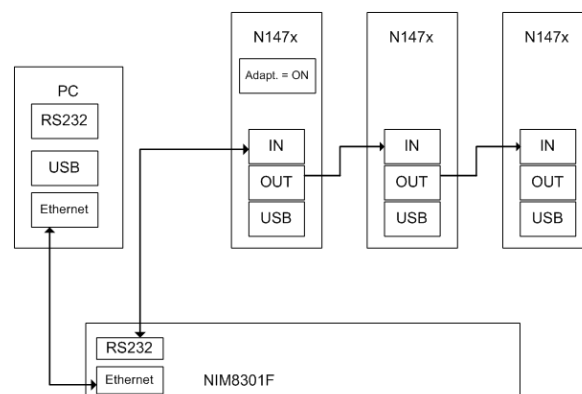 N147x
N147x
N147x
Adapt. = ON
PC
RS232
USB
Ethernet
IN
OUT
USB
IN
OUT
USB
IN
OUT
USB
RS232
Ethernet
NIM8301F